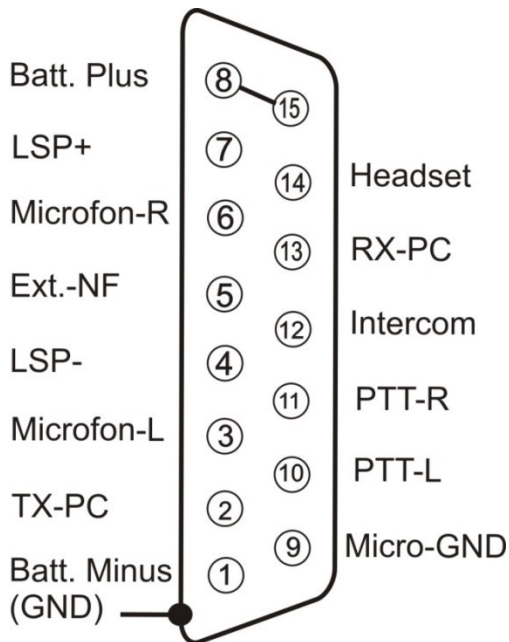 Batt. Plus
8
15
LSP+
7
14
Headset
Microfon-R
6
13
RX-PC
Ext.-NF
5
12
Intercom
LSP-
4
11
PTT-R
Microfon-L
3
10
PTT-L
TX-PC
2
9
Micro-GND
Batt. Minus
(GND)
1